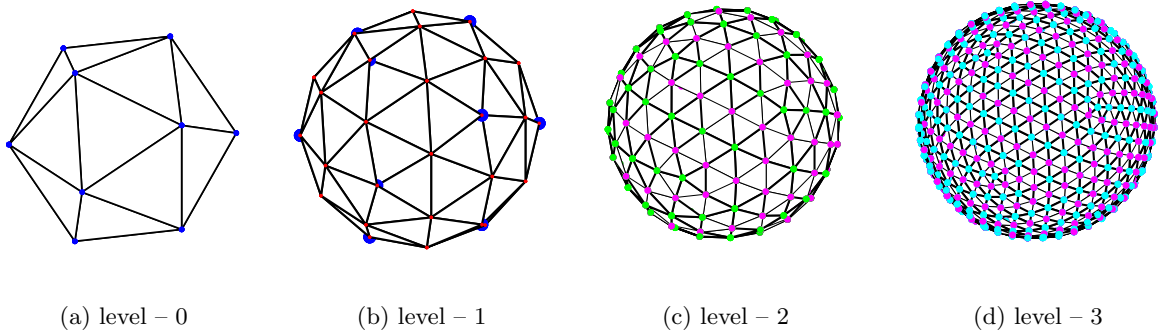 (a) level – 0 (b) level – 1 (c) level – 2 (d) level – 3